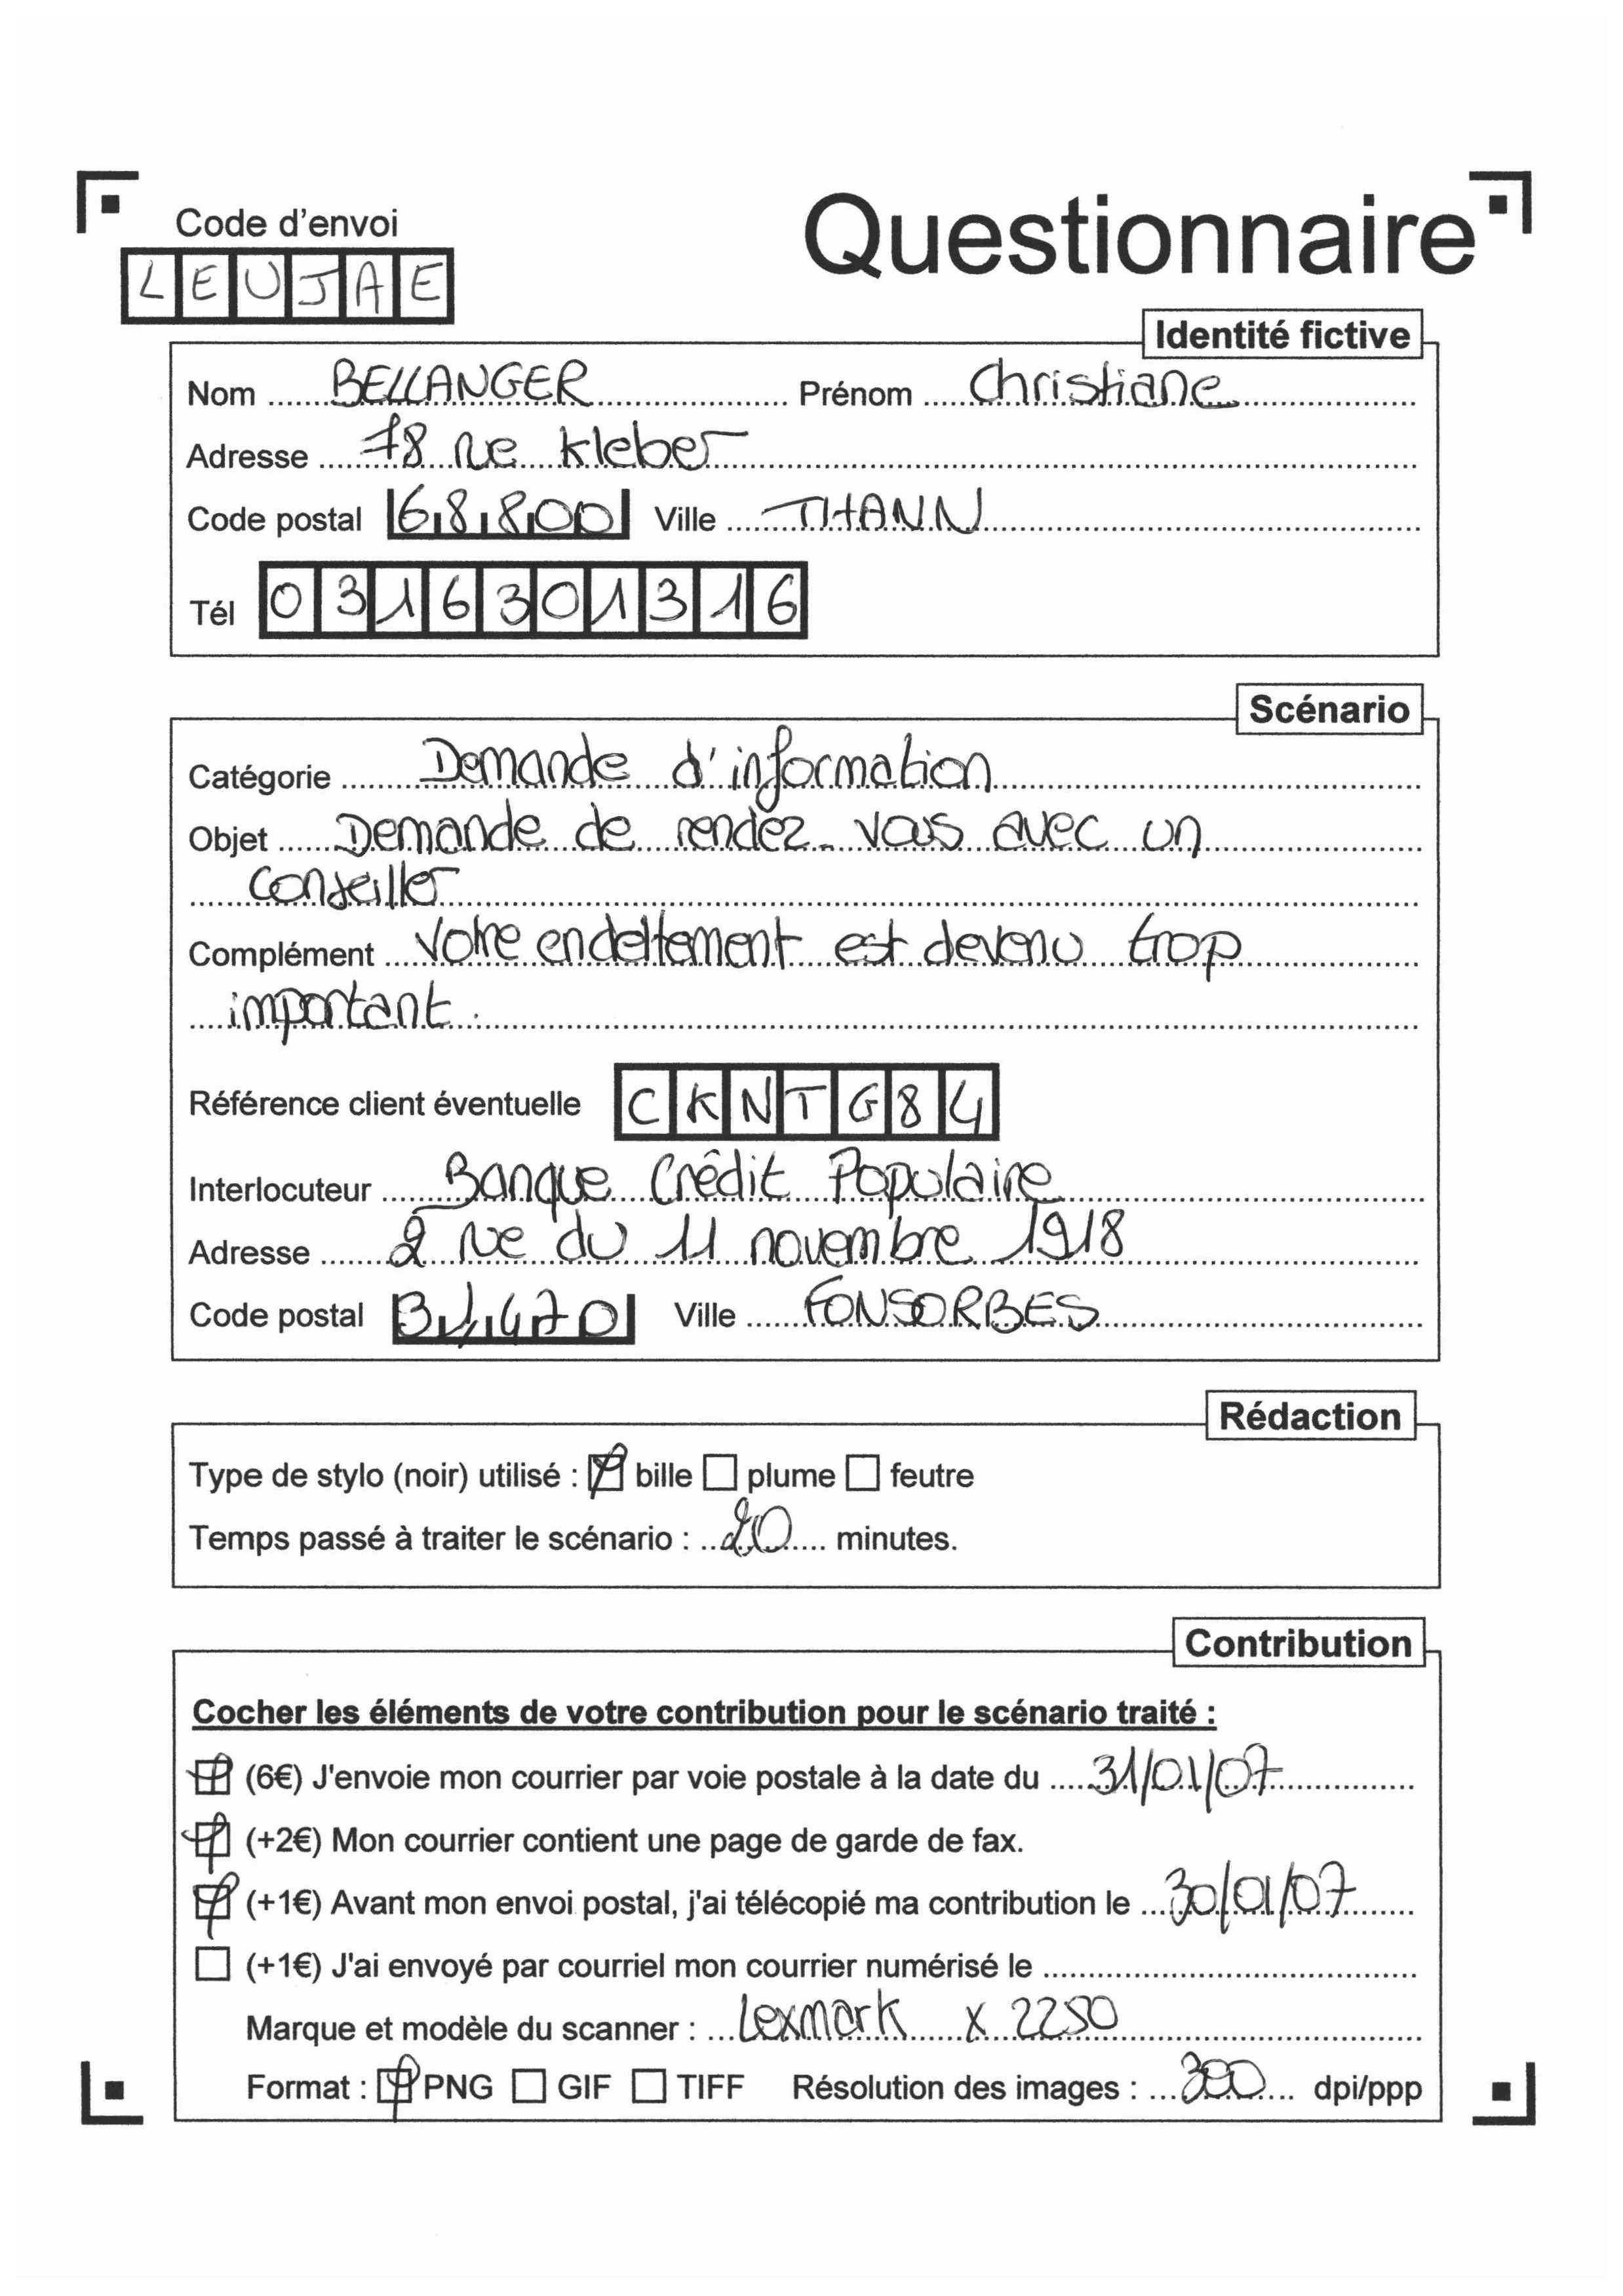 Code d'envoi
Questionnaire
LEUJAE
Identité fictive
Nom BELLANGER Prénom Christiane
Adresse 78 rue Kleber
Code postal 68800 Ville THANN
Tél 0316301316
Scénario
Catégorie Demande d'information
Objet Demande de rendez-vous avec un
conseiller
Complément Votre endettement est devenu trop
important.
Référence client éventuelle CKNTG84
Interlocuteur Banque Crédit Populaire
Adresse 2 rue du 11 novembre 1918
Code postal 31470 Ville FONSORBES
Rédaction
Type de stylo (noir) utilisé : bille plume feutre
Temps passé à traiter le scénario : 20 minutes.
Contribution
Cocher les éléments de votre contribution pour le scénario traité :
(6€) J'envoie mon courrier par voie postale à la date du 31/01/07
(+2€) Mon courrier contient une page de garde de fax.
(+1€) Avant mon envoi postal, j'ai télécopié ma contribution le 30/01/07
(+1€) J'ai envoyé par courriel mon courrier numérisé le
Marque et modèle du scanner : Lexmark x 2250
Format : PNG GIF TIFF Résolution des images : 300 dpi/ppp